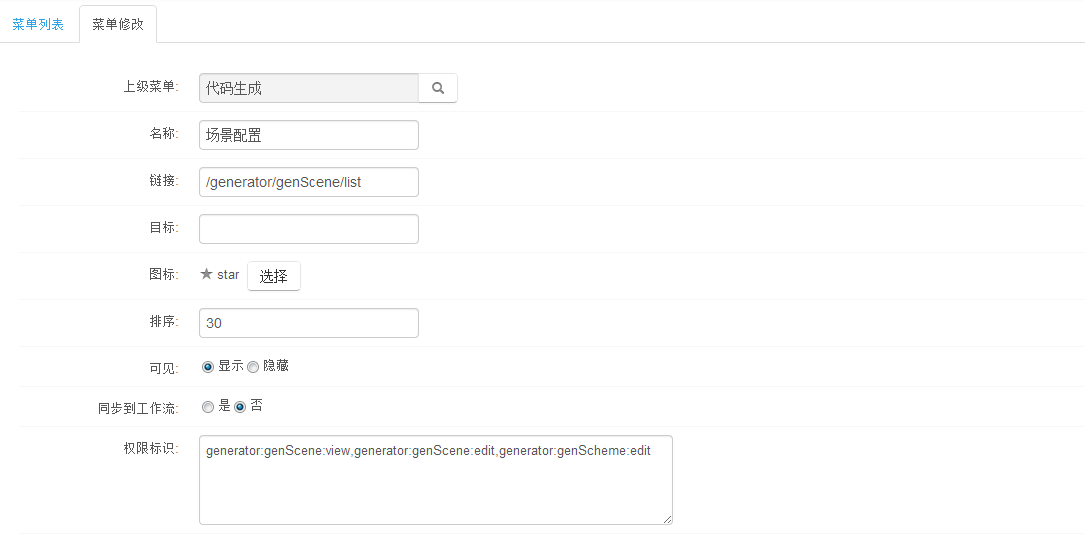 菜单列表 菜单修改
上级菜单: 代码生成
名称: 场景配置
链接: /generator/genScene/list
目标:
图标: star 选择
排序: 30
可见: 显示 隐藏
同步到工作流: 是 否
权限标识: generator:genScene:view,generator:genScene:edit,generator:genScheme:edit